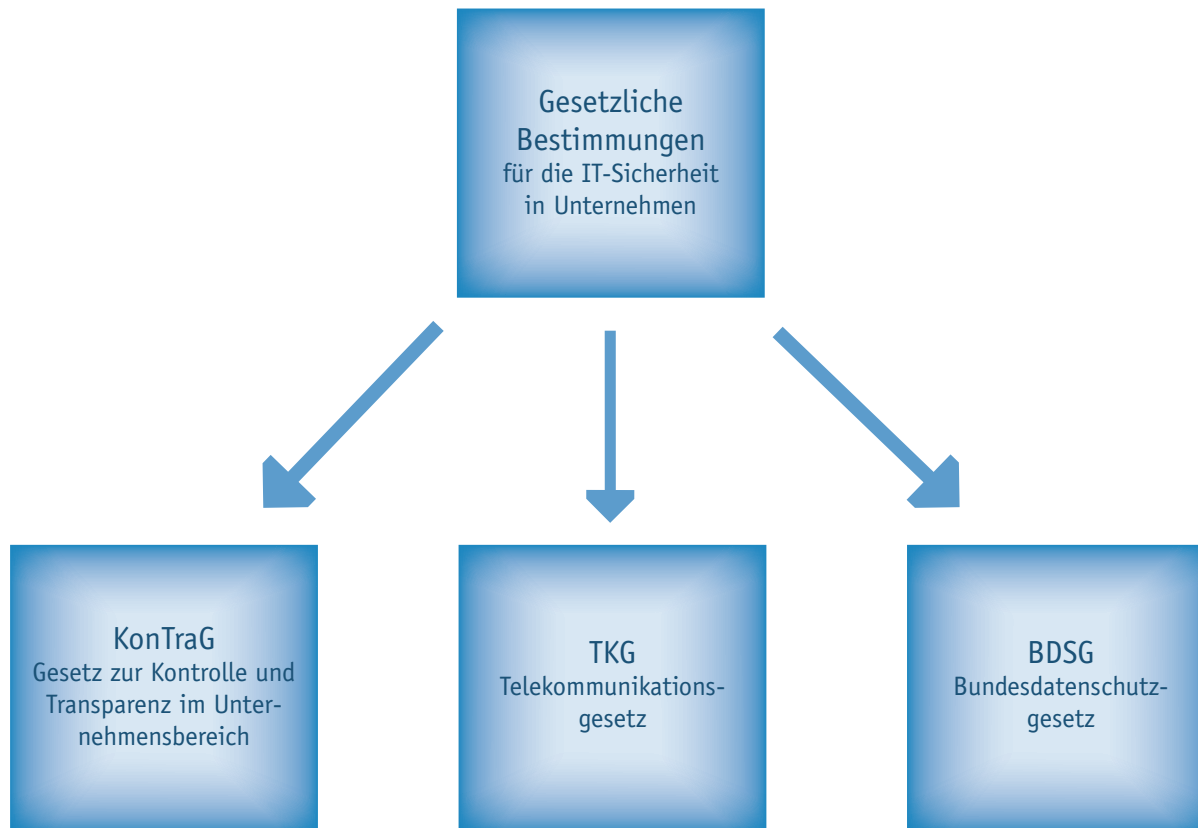 Gesetzliche
Bestimmungen
für die IT-Sicherheit
in Unternehmen
KonTraG
Gesetz zur Kontrolle und
Transparenz im Unter-
nehmensbereich
TKG
Telekommunikations-
gesetz
BDSG
Bundesdatenschutz-
gesetz